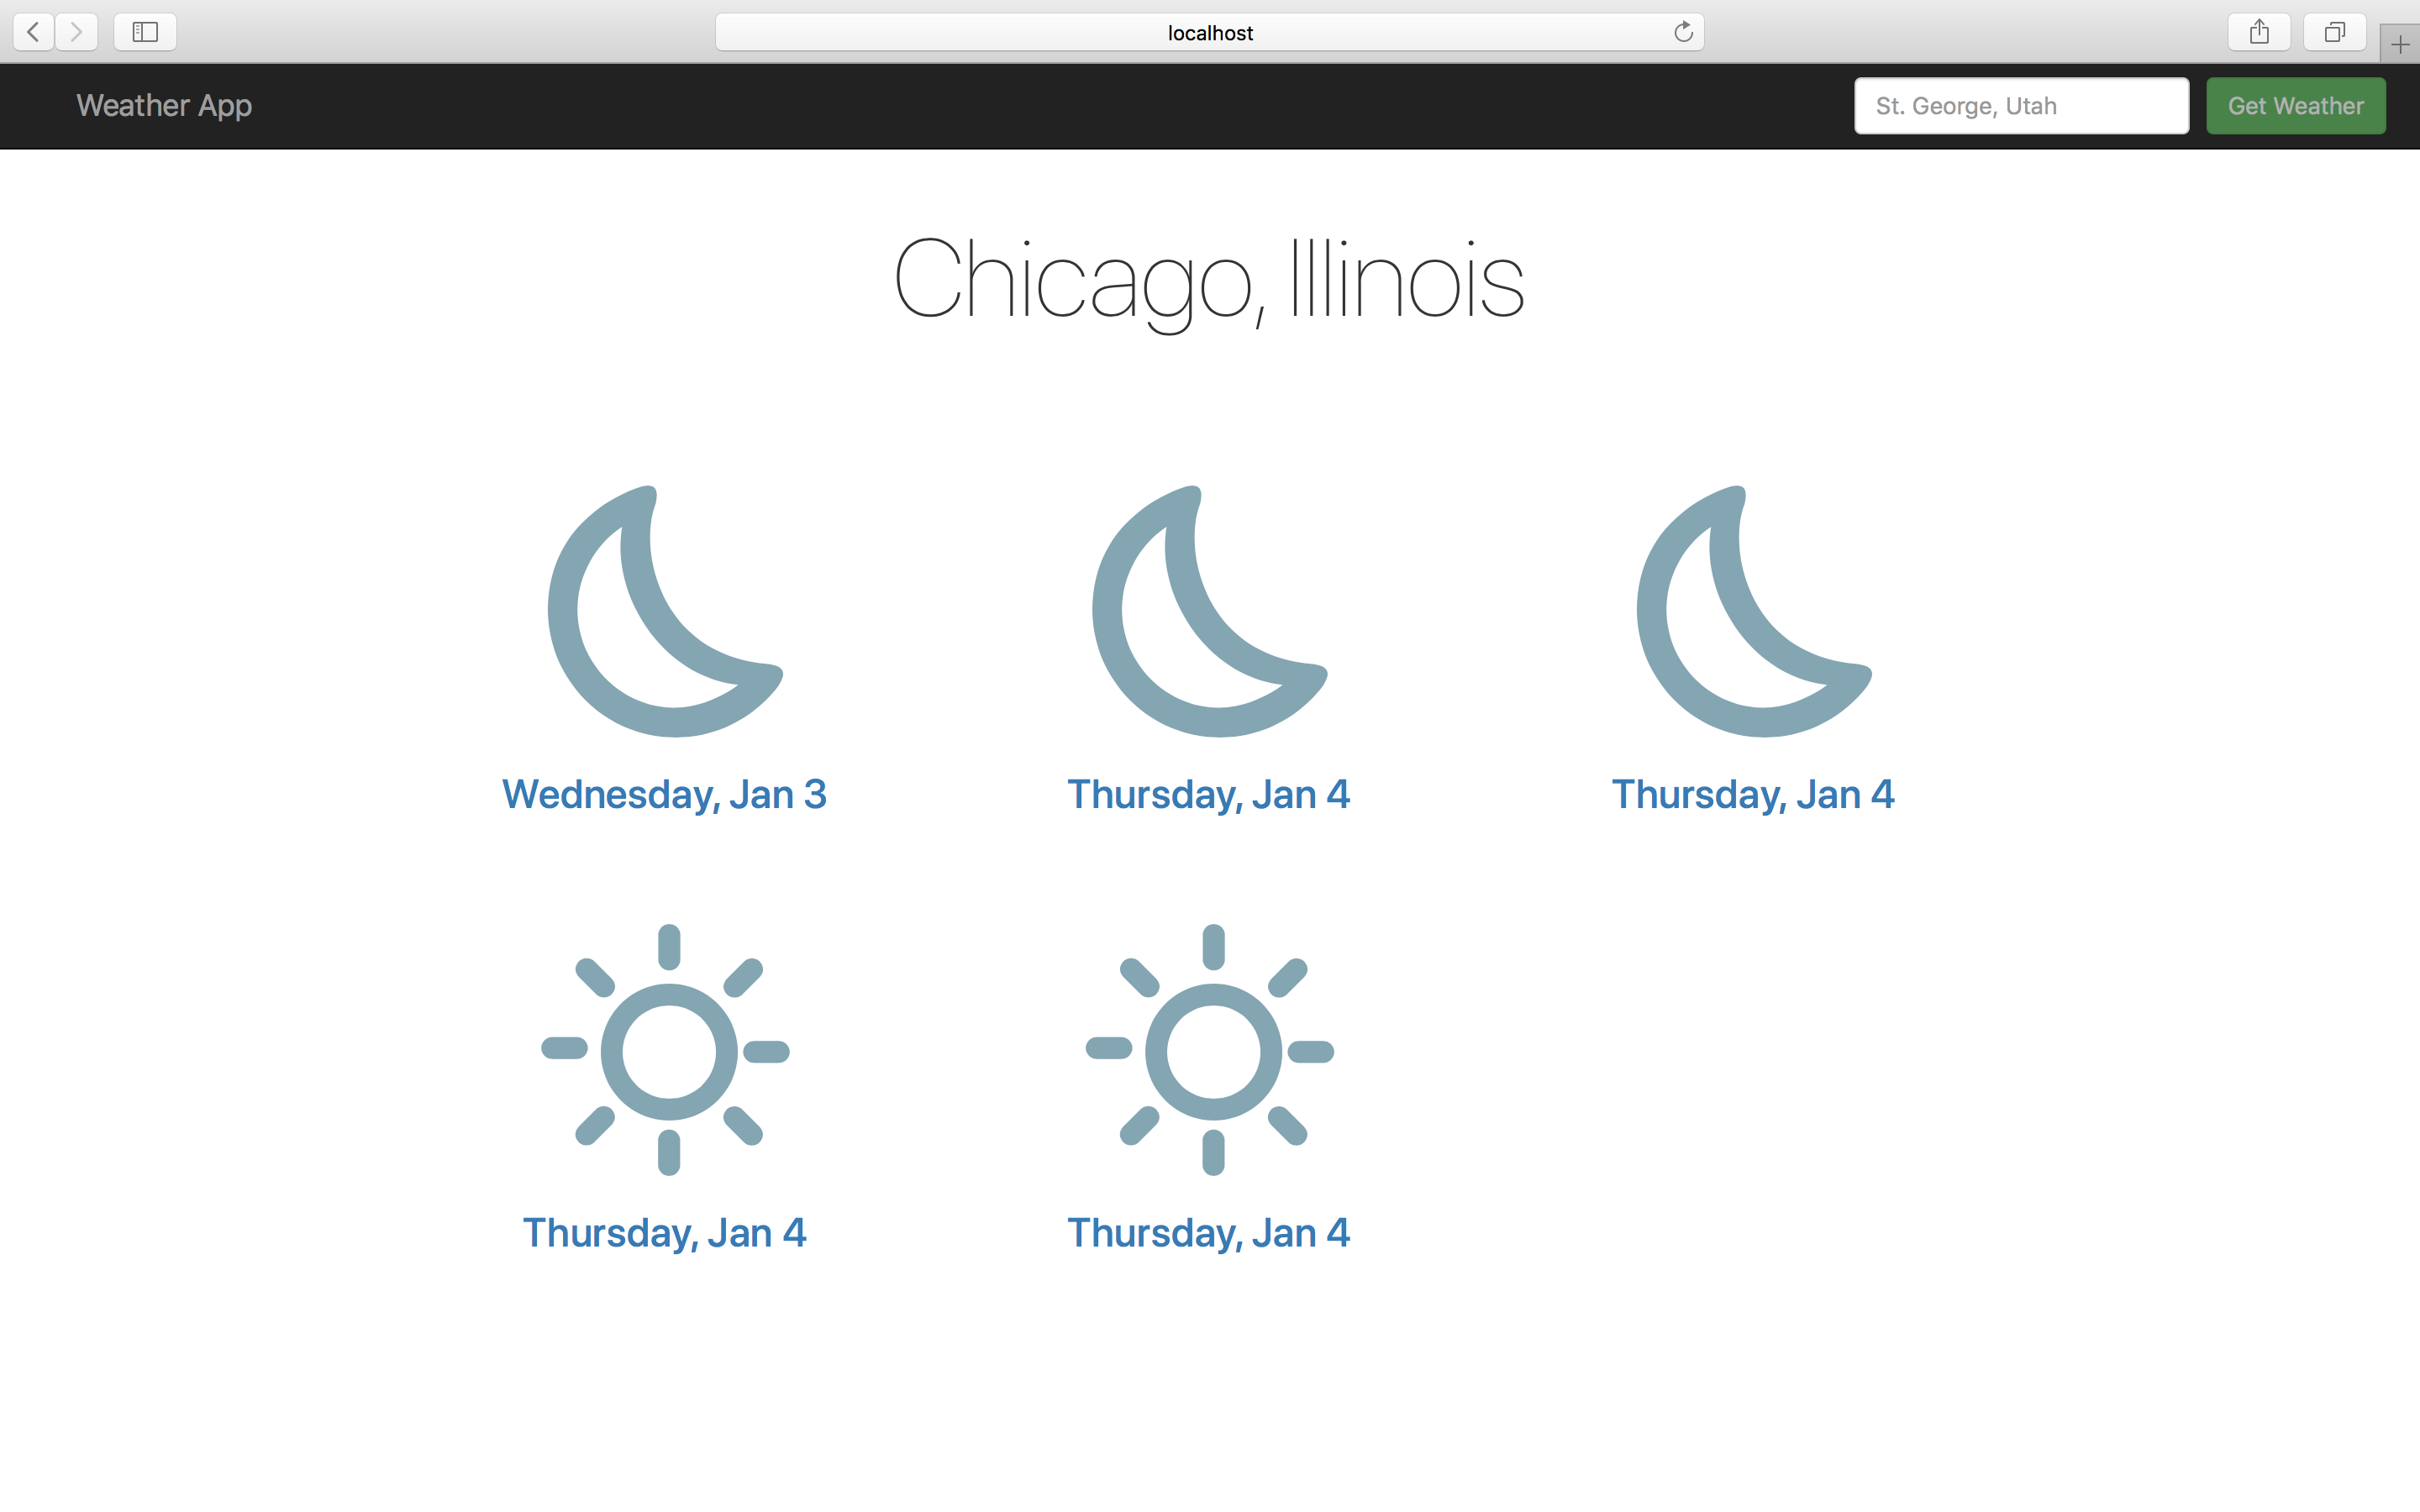 localhost
Weather App
St. George, Utah
Get Weather
Chicago, Illinois
Wednesday, Jan 3
Thursday, Jan 4
Thursday, Jan 4
Thursday, Jan 4
Thursday, Jan 4